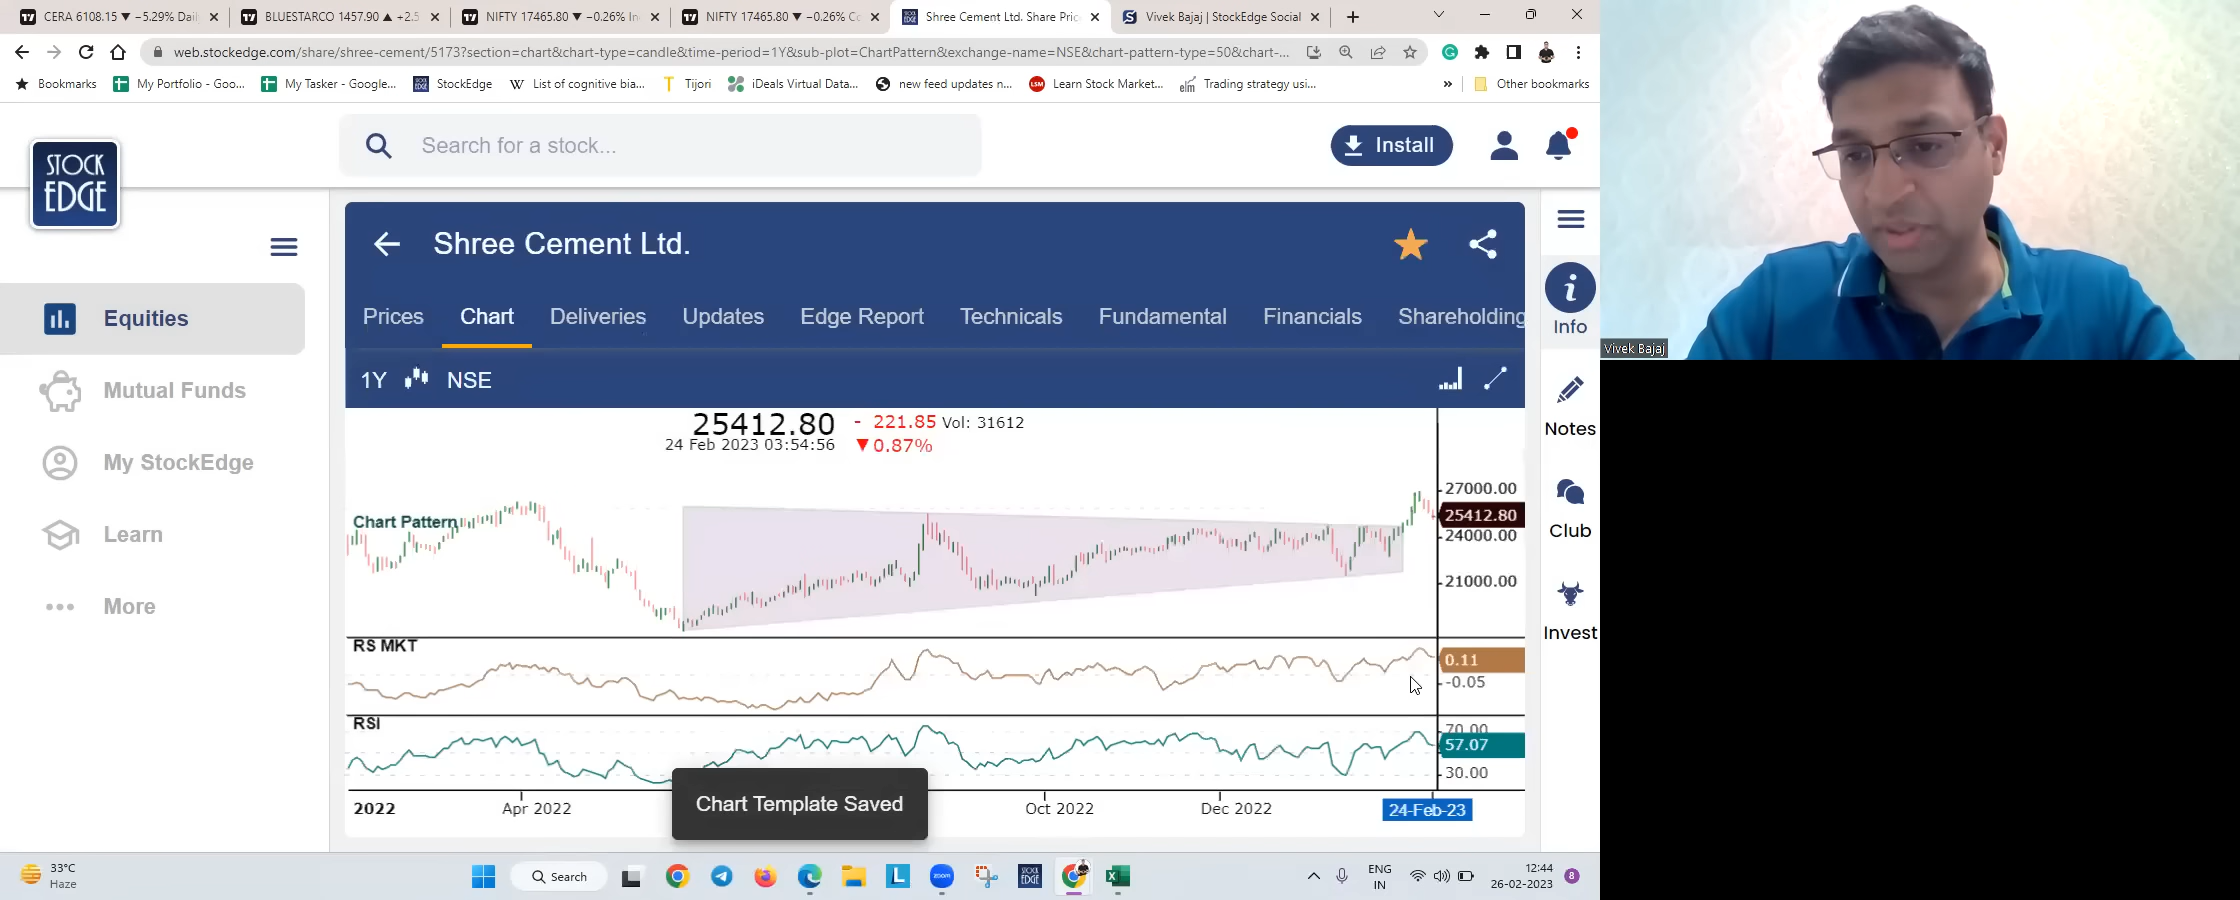 CERA 6108.15 ▼ −5.29% Dail
BLUESTARCO 1457.90 ▲ +2.5
NIFTY 17465.80 ▼ −0.26% In
NIFTY 17465.80 ▼ −0.26% Co
Shree Cement Ltd. Share Pric
Vivek Bajaj | StockEdge Social
web.stockedge.com/share/shree-cement/5173?section=chart&chart-type=candle&time-period=1Y&sub-plot=ChartPattern&exchange-name=NSE&chart-pattern-type=50&chart-...
Bookmarks
My Portfolio - Goo...
My Tasker - Google...
StockEdge
List of cognitive bia...
Tijori
iDeals Virtual Data...
new feed updates n...
LSM
Learn Stock Market...
elm
Trading strategy usi...
»
Other bookmarks
STOCK
EDGE
Search for a stock...
Install
Shree Cement Ltd.
Equities
Mutual Funds
My StockEdge
Learn
More
Prices
Chart
Deliveries
Updates
Edge Report
Technicals
Fundamental
Financials
Shareholding
1Y
NSE
25412.80
- 221.85 Vol: 31612
24 Feb 2023 03:54:56
▼0.87%
Chart Pattern
27000.00
25412.80
24000.00
21000.00
RS MKT
0.11
-0.05
RSI
70.00
57.07
30.00
2022
Apr 2022
Oct 2022
Dec 2022
24-Feb-23
Chart Template Saved
Info
Notes
Club
Invest
Vivek Bajaj
33°C
Haze
Search
L
zoom
STOCK
EDGE
ENG
IN
12:44
26-02-2023
8